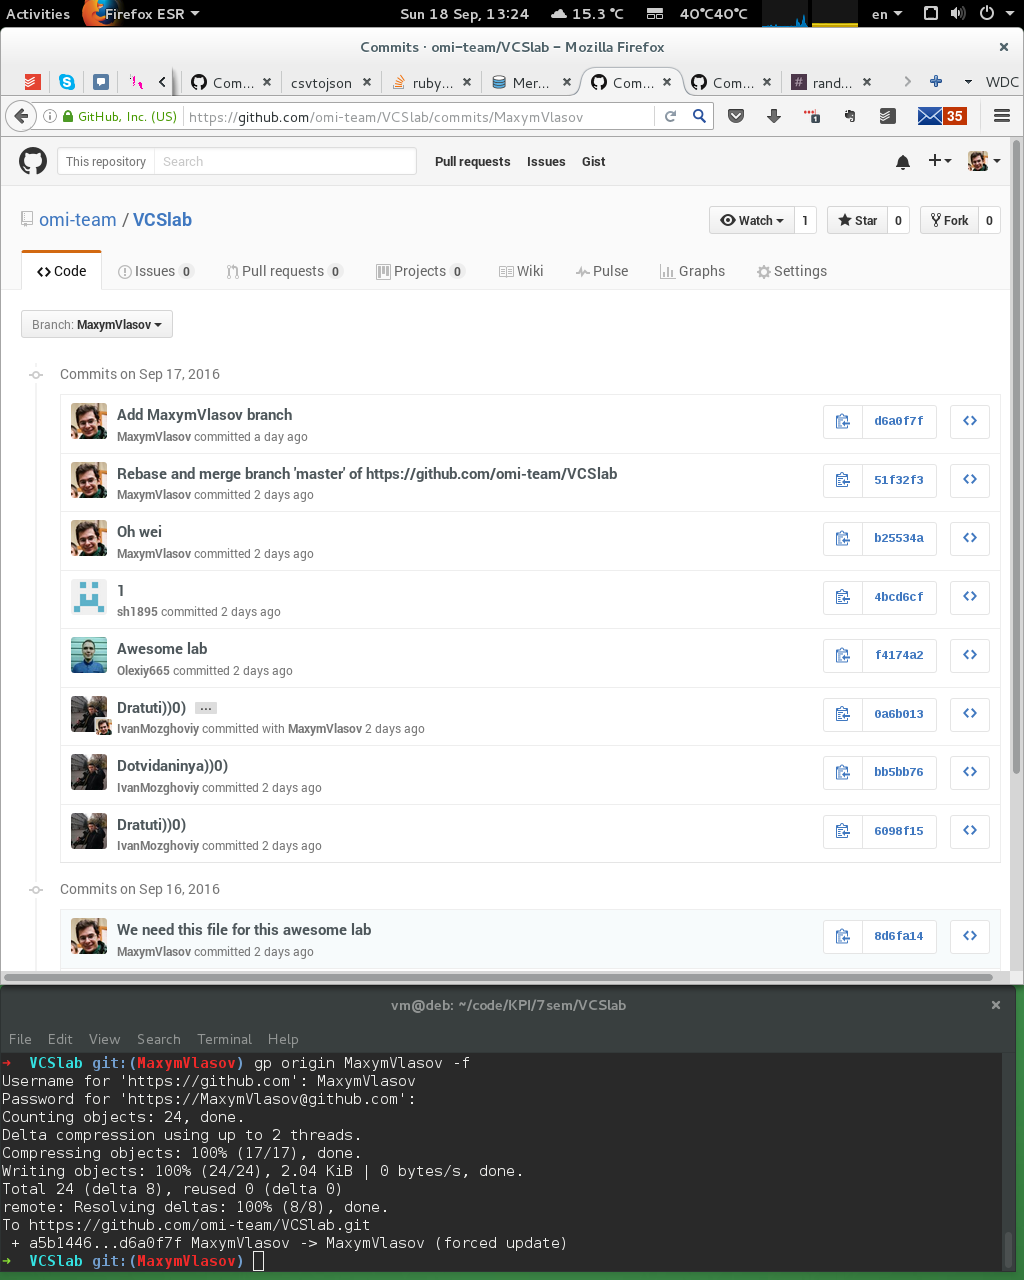 Activities Firefox ESR Sun 18 Sep, 13:24 15.3 °C 40°C40°C en
Commits · omi-team/VCSlab - Mozilla Firefox
Com... csvtojson ruby... Mer... Com... Com... rand... WDC
GitHub, Inc. (US) https://github.com/omi-team/VCSlab/commits/MaxymVlasov 35
This repository Search Pull requests Issues Gist
omi-team / VCSlab Watch 1 Star 0 Fork 0
Code Issues 0 Pull requests 0 Projects 0 Wiki Pulse Graphs Settings
Branch: MaxymVlasov
Commits on Sep 17, 2016
Add MaxymVlasov branch d6a0f7f
MaxymVlasov committed a day ago
Rebase and merge branch 'master' of https://github.com/omi-team/VCSlab 51f32f3
MaxymVlasov committed 2 days ago
Oh wei b25534a
MaxymVlasov committed 2 days ago
1 4bcd6cf
sh1895 committed 2 days ago
Awesome lab f4174a2
Olexiy665 committed 2 days ago
Dratuti))0) ... 0a6b013
IvanMozghoviy committed with MaxymVlasov 2 days ago
Dotvidaninya))0) bb5bb76
IvanMozghoviy committed 2 days ago
Dratuti))0) 6098f15
IvanMozghoviy committed 2 days ago
Commits on Sep 16, 2016
We need this file for this awesome lab 8d6fa14
MaxymVlasov committed 2 days ago
vm@deb: ~/code/KPI/7sem/VCSlab
File Edit View Search Terminal Help
➜ VCSlab git:(MaxymVlasov) gp origin MaxymVlasov -f
Username for 'https://github.com': MaxymVlasov
Password for 'https://MaxymVlasov@github.com':
Counting objects: 24, done.
Delta compression using up to 2 threads.
Compressing objects: 100% (17/17), done.
Writing objects: 100% (24/24), 2.04 KiB | 0 bytes/s, done.
Total 24 (delta 8), reused 0 (delta 0)
remote: Resolving deltas: 100% (8/8), done.
To https://github.com/omi-team/VCSlab.git
+ a5b1446...d6a0f7f MaxymVlasov -> MaxymVlasov (forced update)
➜ VCSlab git:(MaxymVlasov)